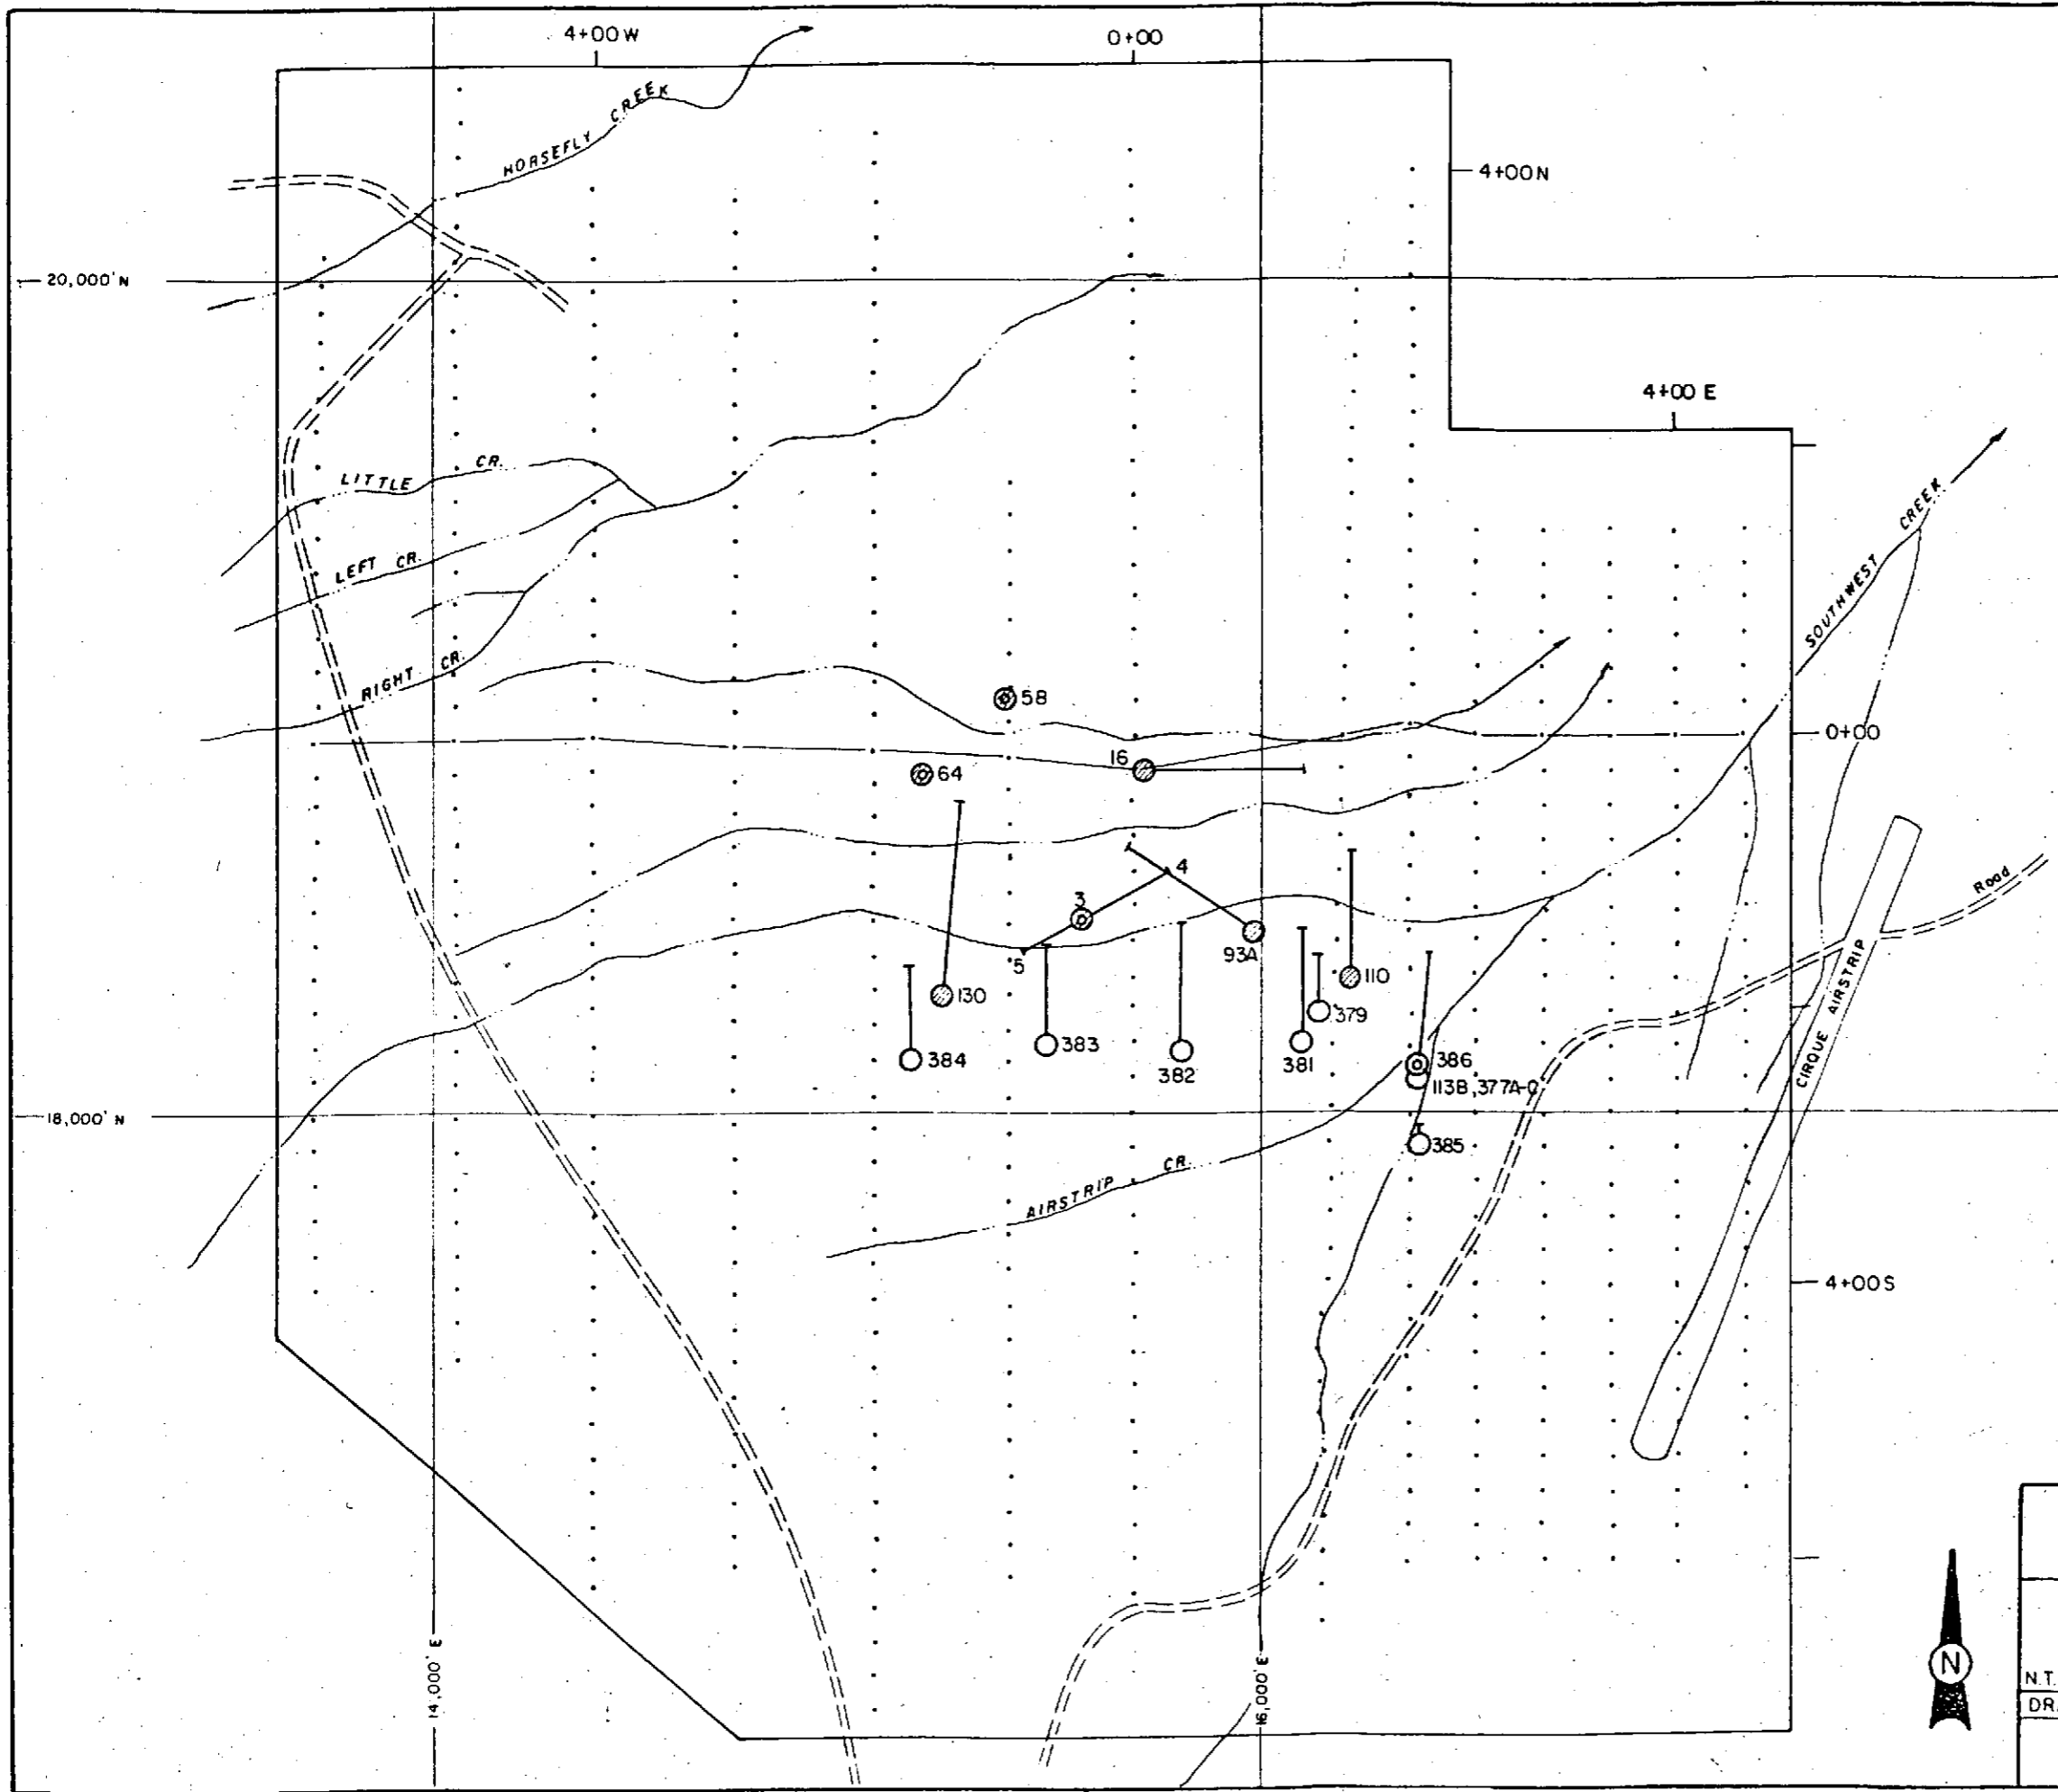 4+00W
0+00
HORSEFLY CREEK
4+00N
20,000'N
4+00 E
LITTLE CR.
LEFT CR.
SOUTHWEST CREEK
RIGHT CR.
58
0+00
16
64
4
3
Road
93A
5
110
130
379
CIRQUE AIRSTRIP
383
384
382
381
386
113B, 377A-C
18,000' N
385
AIRSTRIP CR.
4+00S
14,000' E
16,000' E
N
N.T.
DR.